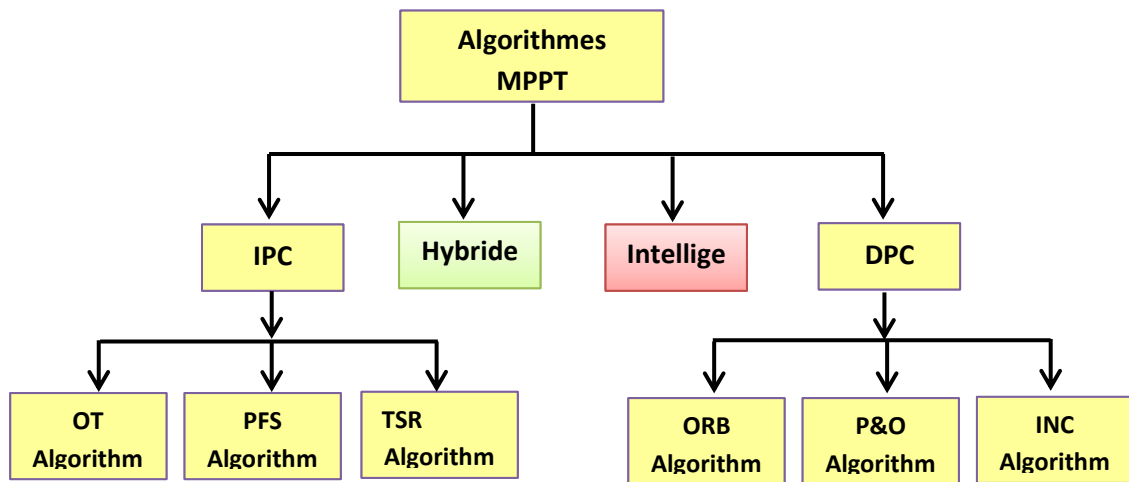 Algorithmes
MPPT
IPC
Hybride
Intellige
DPC
OT
Algorithm
PFS
Algorithm
TSR
Algorithm
ORB
Algorithm
P&O
Algorithm
INC
Algorithm